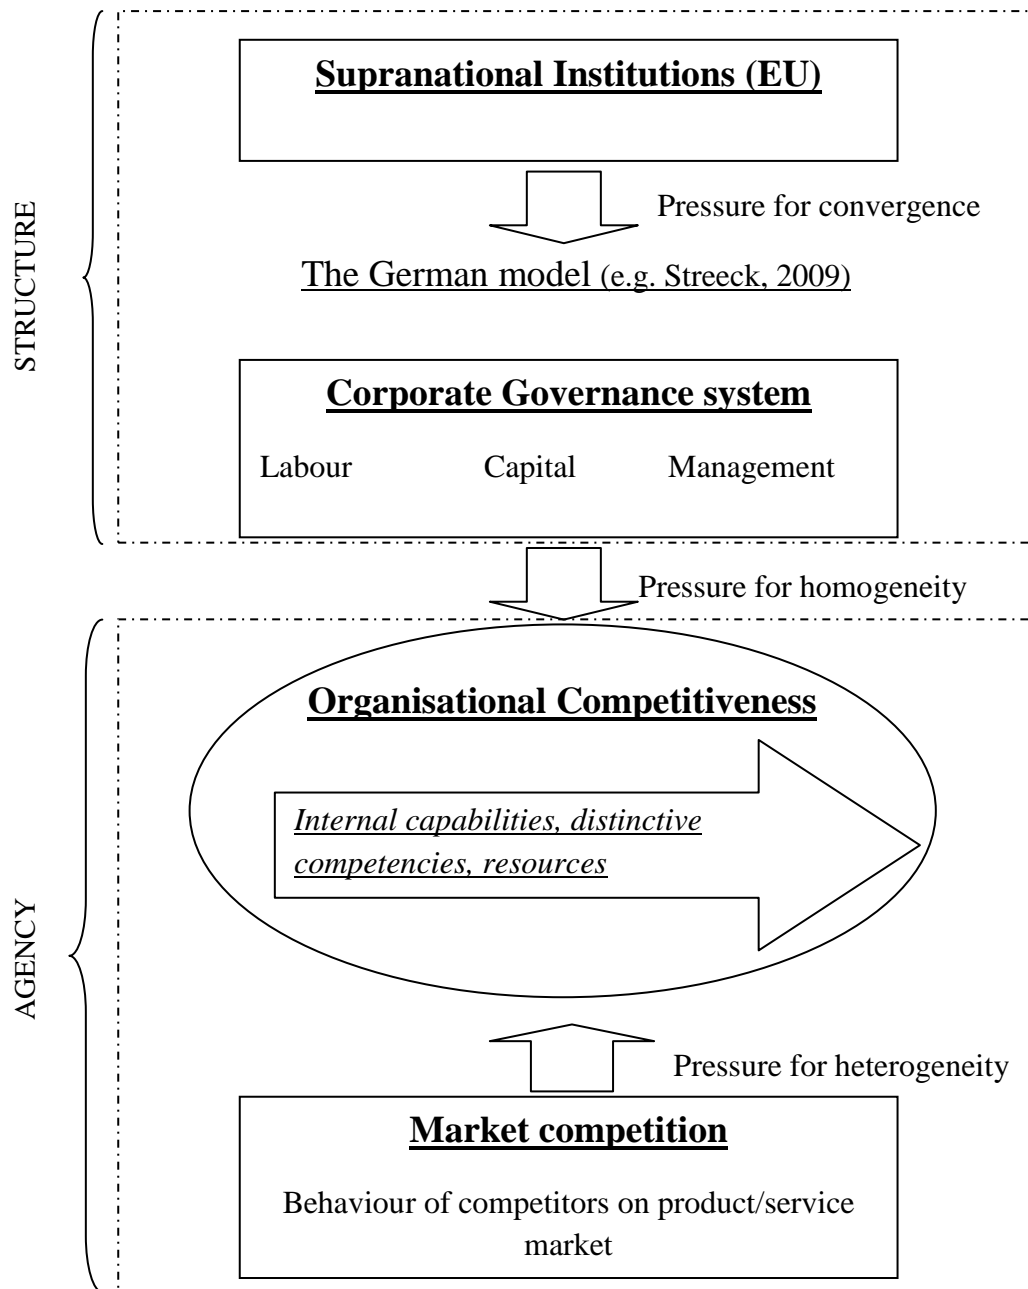 Supranational Institutions (EU)
Pressure for convergence
STRUCTURE
The German model (e.g. Streeck, 2009)
Corporate Governance system
Labour Capital Management
Pressure for homogeneity
Organisational Competitiveness
Internal capabilities, distinctive
competencies, resources
AGENCY
Pressure for heterogeneity
Market competition
Behaviour of competitors on product/service
market